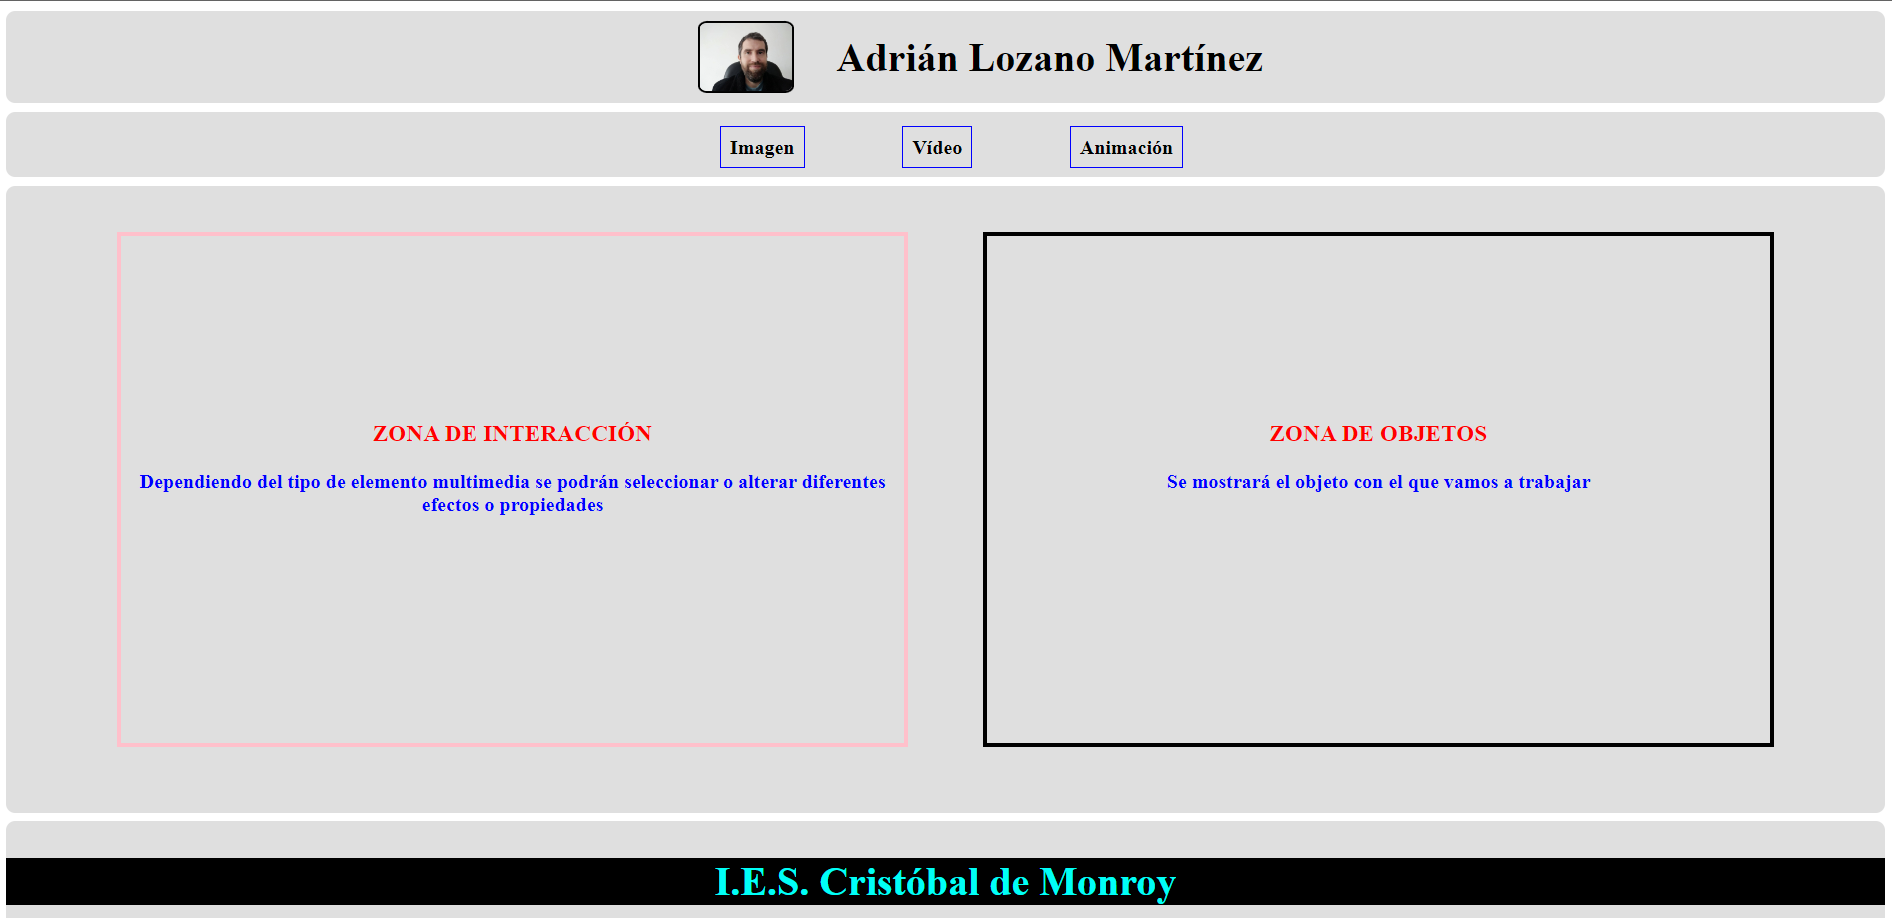 Adrián Lozano Martínez
Imagen
Vídeo
Animación
ZONA DE INTERACCIÓN
Dependiendo del tipo de elemento multimedia se podrán seleccionar o alterar diferentes
efectos o propiedades
ZONA DE OBJETOS
Se mostrará el objeto con el que vamos a trabajar
I.E.S. Cristóbal de Monroy